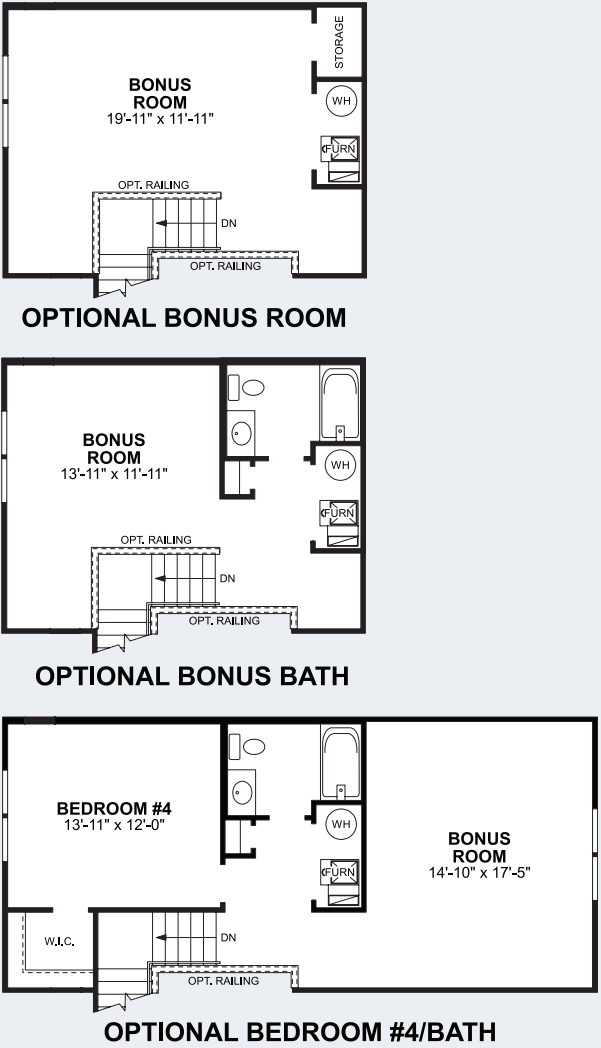 STORAGE
BONUS
ROOM
19'-11" x 11'-11"
WH
FURN
OPT. RAILING
DN
OPT. RAILING
OPTIONAL BONUS ROOM
BONUS
ROOM
13'-11" x 11'-11"
WH
FURN
OPT. RAILING
DN
OPT. RAILING
OPTIONAL BONUS BATH
BEDROOM #4
13'-11" x 12'-0"
WH
FURN
BONUS
ROOM
14'-10" x 17'-5"
W.I.C.
DN
OPT. RAILING
OPTIONAL BEDROOM #4/BATH